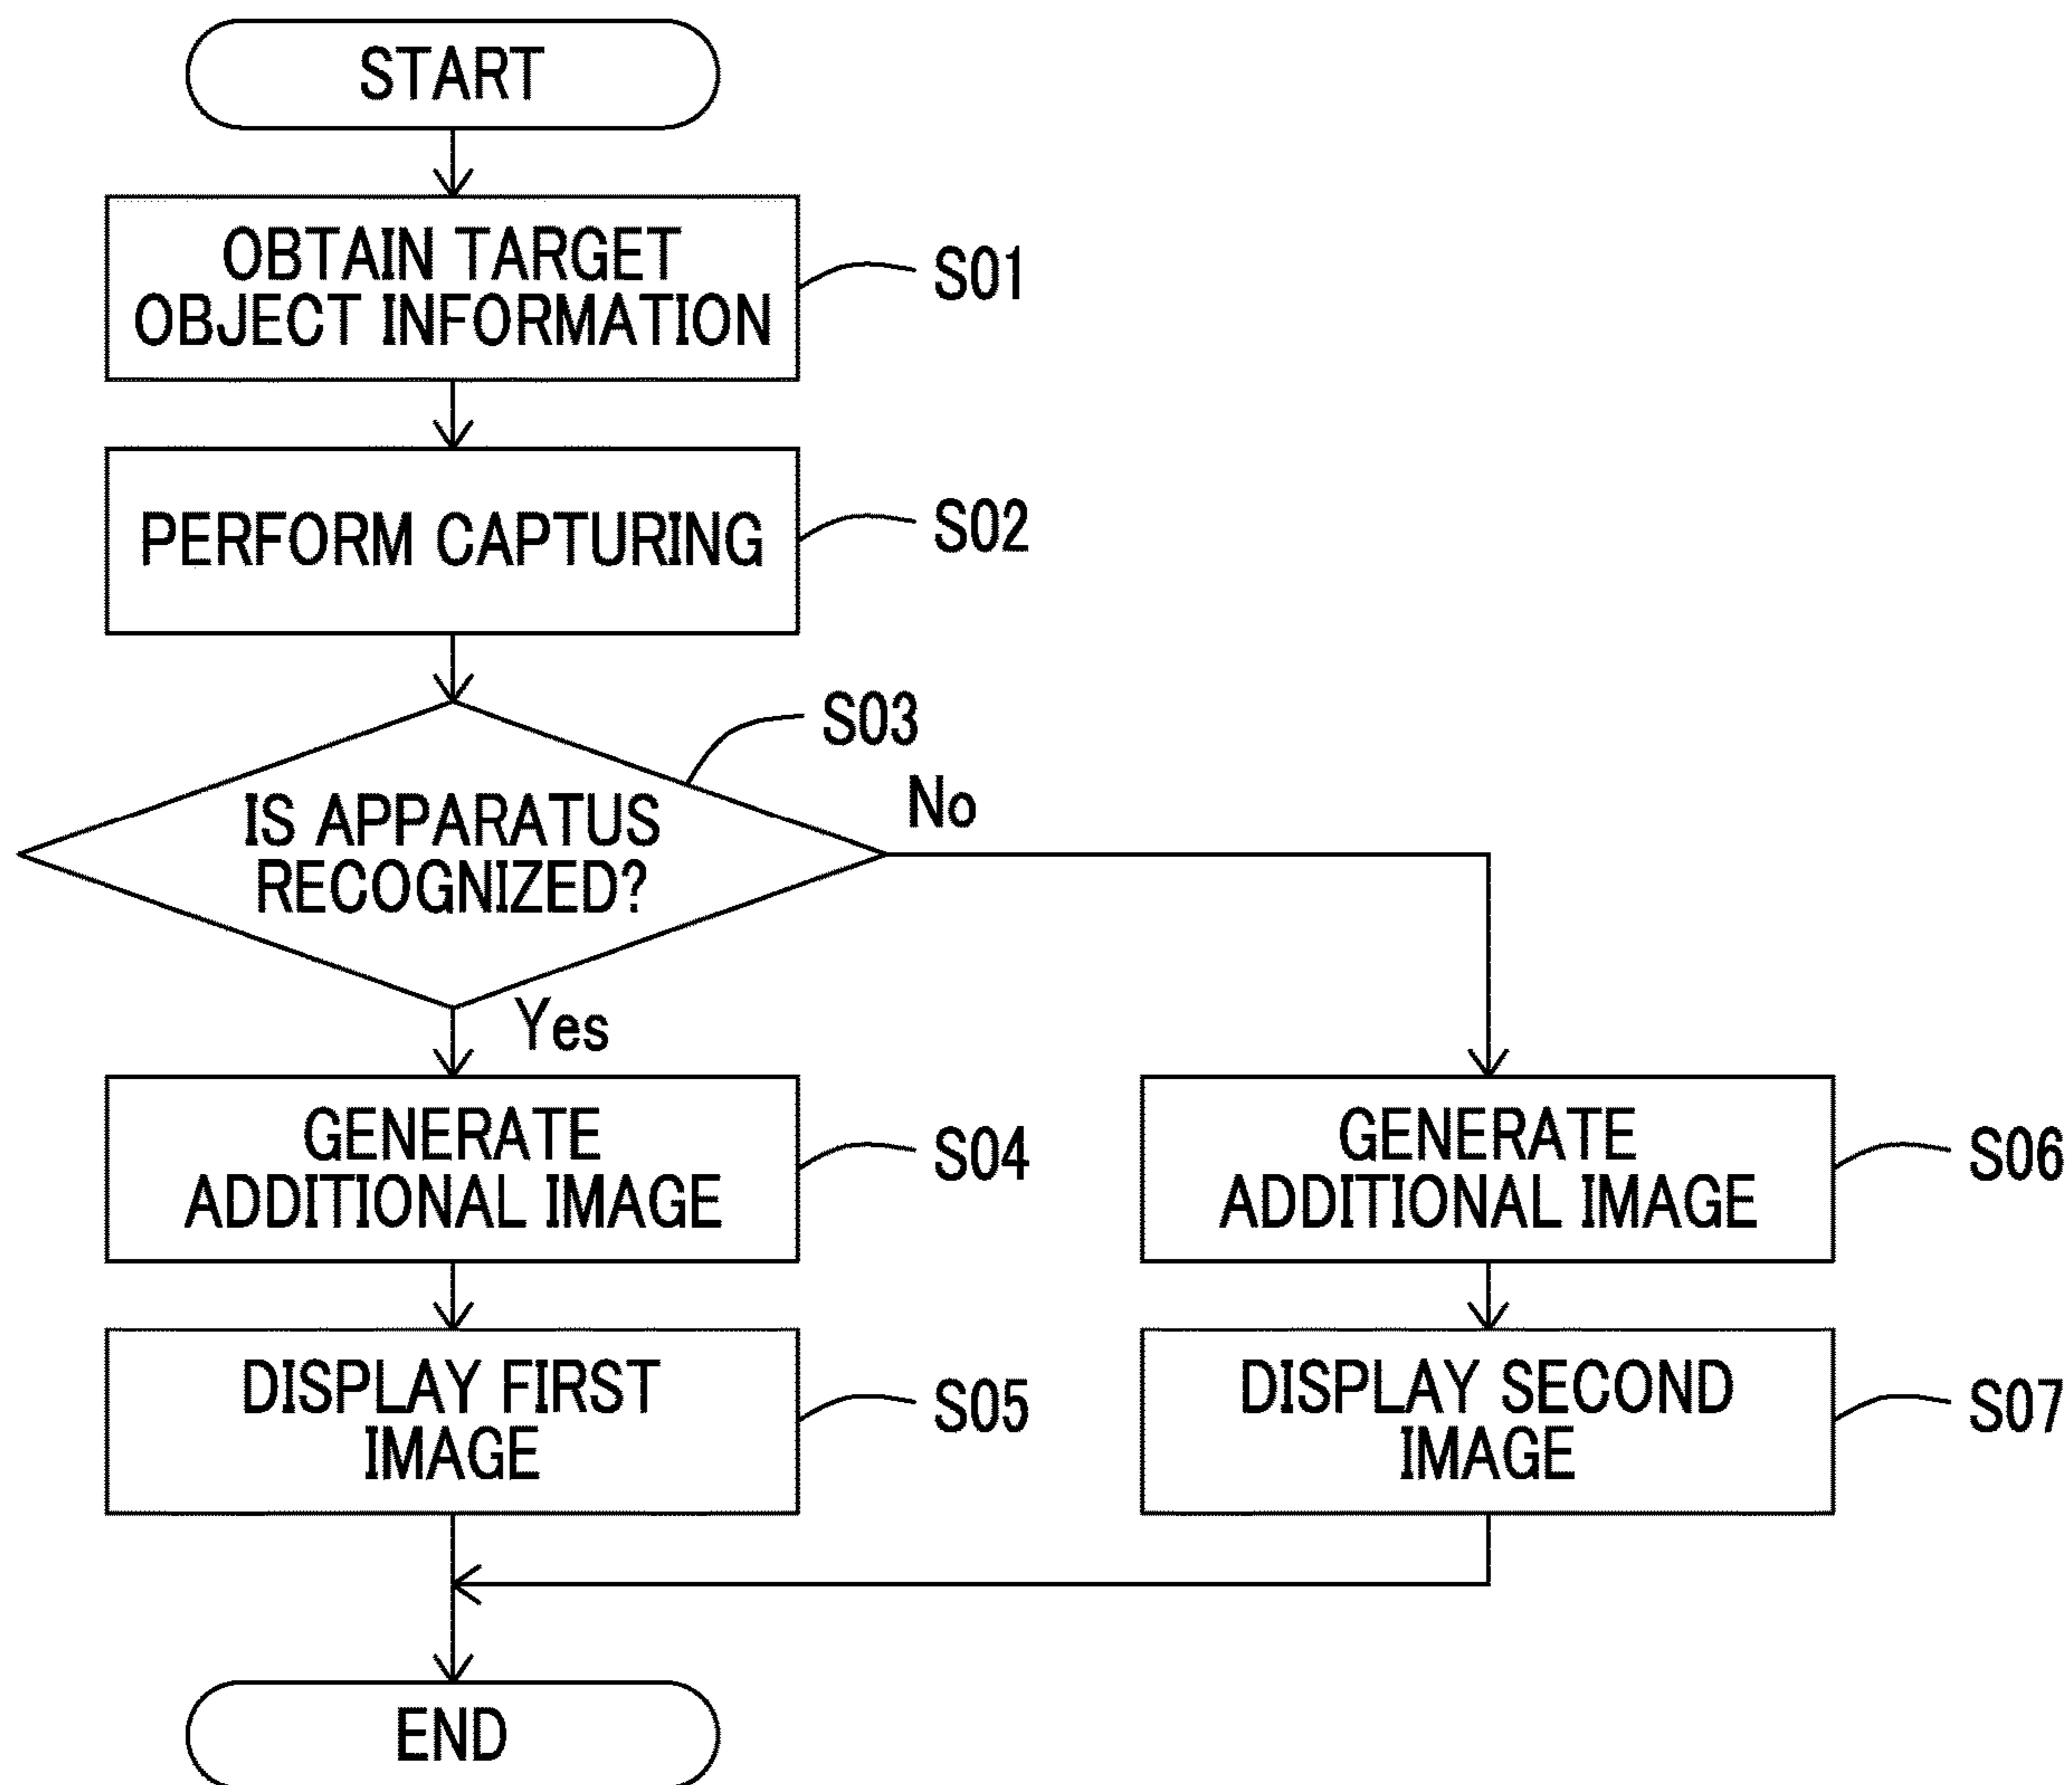 START
OBTAIN TARGET
OBJECT INFORMATION
S01
PERFORM CAPTURING
S02
S03
IS APPARATUS
RECOGNIZED?
No
Yes
GENERATE
ADDITIONAL IMAGE
S04
GENERATE
ADDITIONAL IMAGE
S06
DISPLAY FIRST
IMAGE
S05
DISPLAY SECOND
IMAGE
S07
END